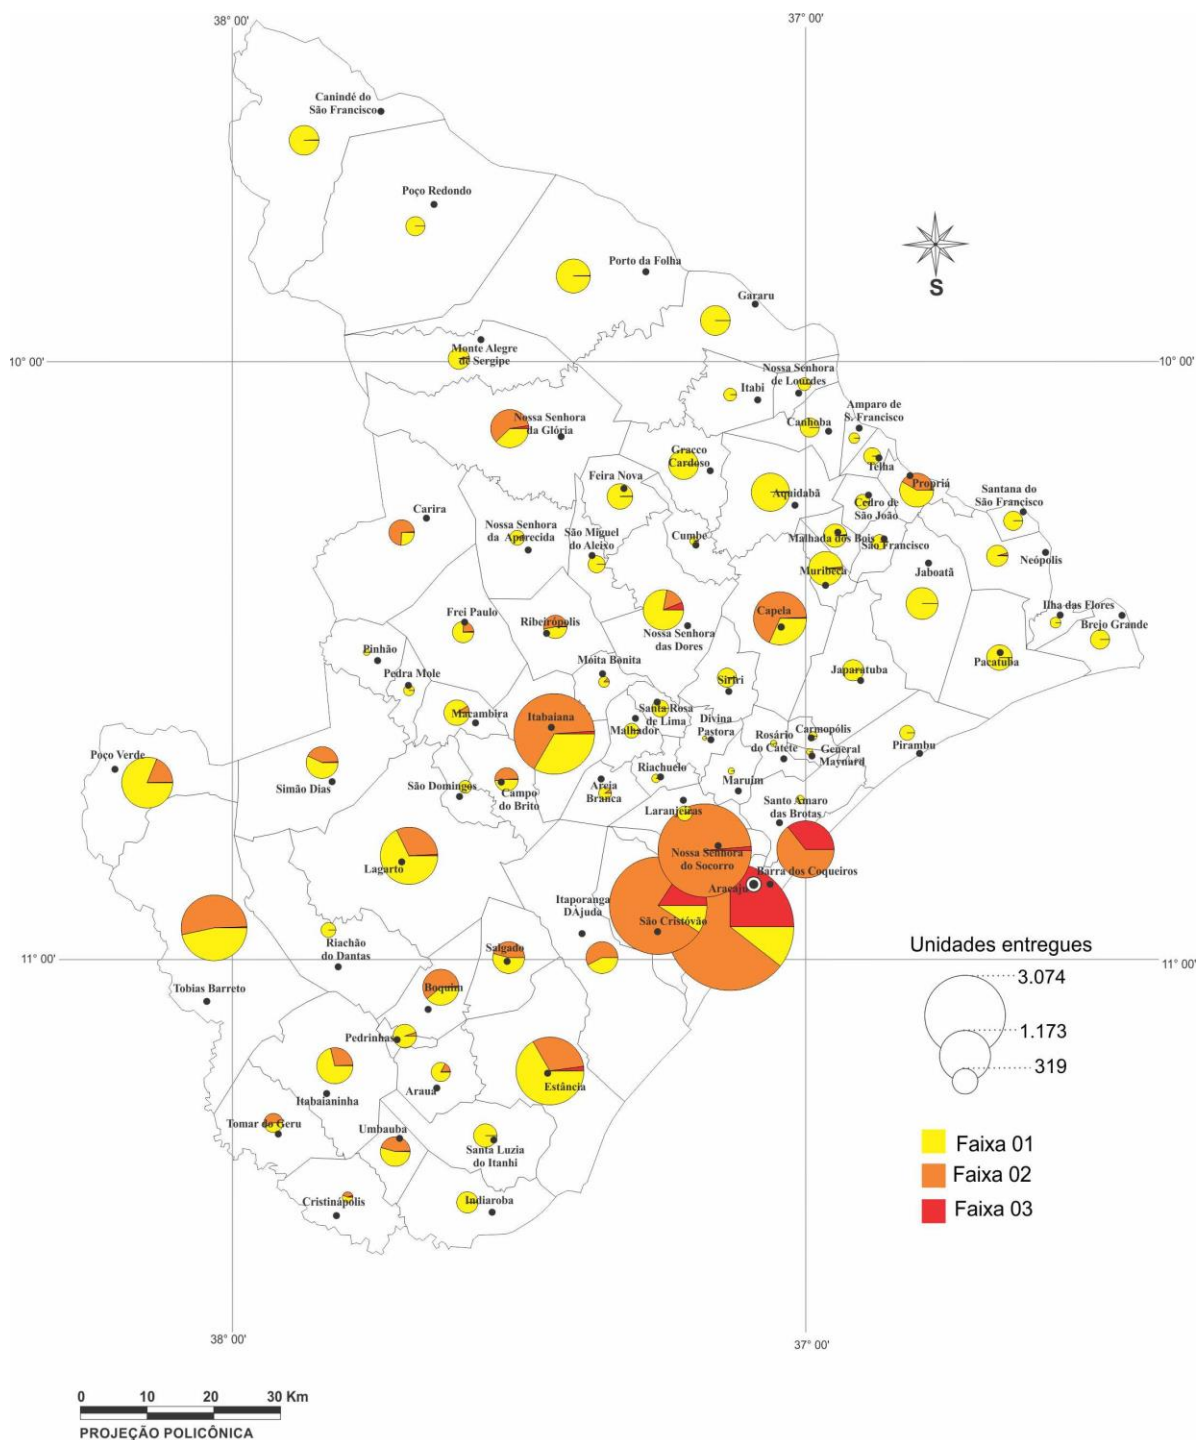 38° 00'
37° 00'
Canindé do
São Francisco
Poço Redondo
Porto da Folha
S
Gararu
10° 00'
10° 00'
Monte Alegre
de Sergipe
Nossa Senhora
de Lourdes
Itabi
Amparo de
S. Francisco
Nossa Senhora
da Glória
Canhoba
Gracco
Cardoso
Telha
Feira Nova
Propriá
Aquidabã
Santana do
São Francisco
Cedro de
São João
Carira
Nossa Senhora
da Aparecida
São Miguel
do Aleixo
Cumbe
Malhada dos Bois
São Francisco
Neópolis
Muribeca
Jaboatã
Frei Paulo
Ribeirópolis
Capela
Ilha das Flores
Brejo Grande
Nossa Senhora
das Dores
Pinhão
Moita Bonita
Pacatuba
Pedra Mole
Siriri
Japaratuba
Macambira
Itabaiana
Santa Rosa
de Lima
Malhador
Divina
Pastora
Rosário
do Catete
Carmopólis
General
Maynard
Pirambu
Poço Verde
Simão Dias
São Domingos
Campo
do Brito
Areia
Branca
Riachuelo
Maruím
Laranjeiras
Santo Amaro
das Brotas
Nossa Senhora
do Socorro
Barra dos Coqueiros
Lagarto
Aracaju
Itaporanga
DÀjuda
São Cristóvão
Riachão
do Dantas
Salgado
Unidades entregues
11° 00'
11° 00'
3.074
Tobias Barreto
Boquim
1.173
Pedrinhas
319
Estância
Itabaianinha
Arauá
Tomar do Geru
Umbauba
Santa Luzia
do Itanhi
Faixa 01
Faixa 02
Cristinápolis
Indiaroba
Faixa 03
38° 00'
37° 00'
0 10 20 30 Km
PROJEÇÃO POLICÔNICA